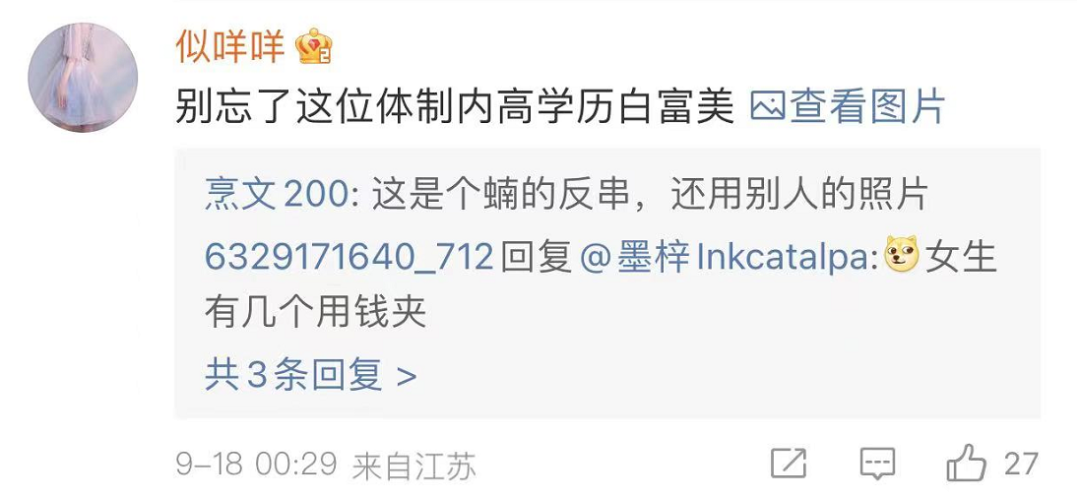 似咩咩
别忘了这位体制内高学历白富美 查看图片
烹文200: 这是个蝻的反串，还用别人的照片
6329171640_712回复@墨梓Inkcatalpa:女生
有几个用钱夹
共3条回复 >
9-18 00:29 来自江苏
27